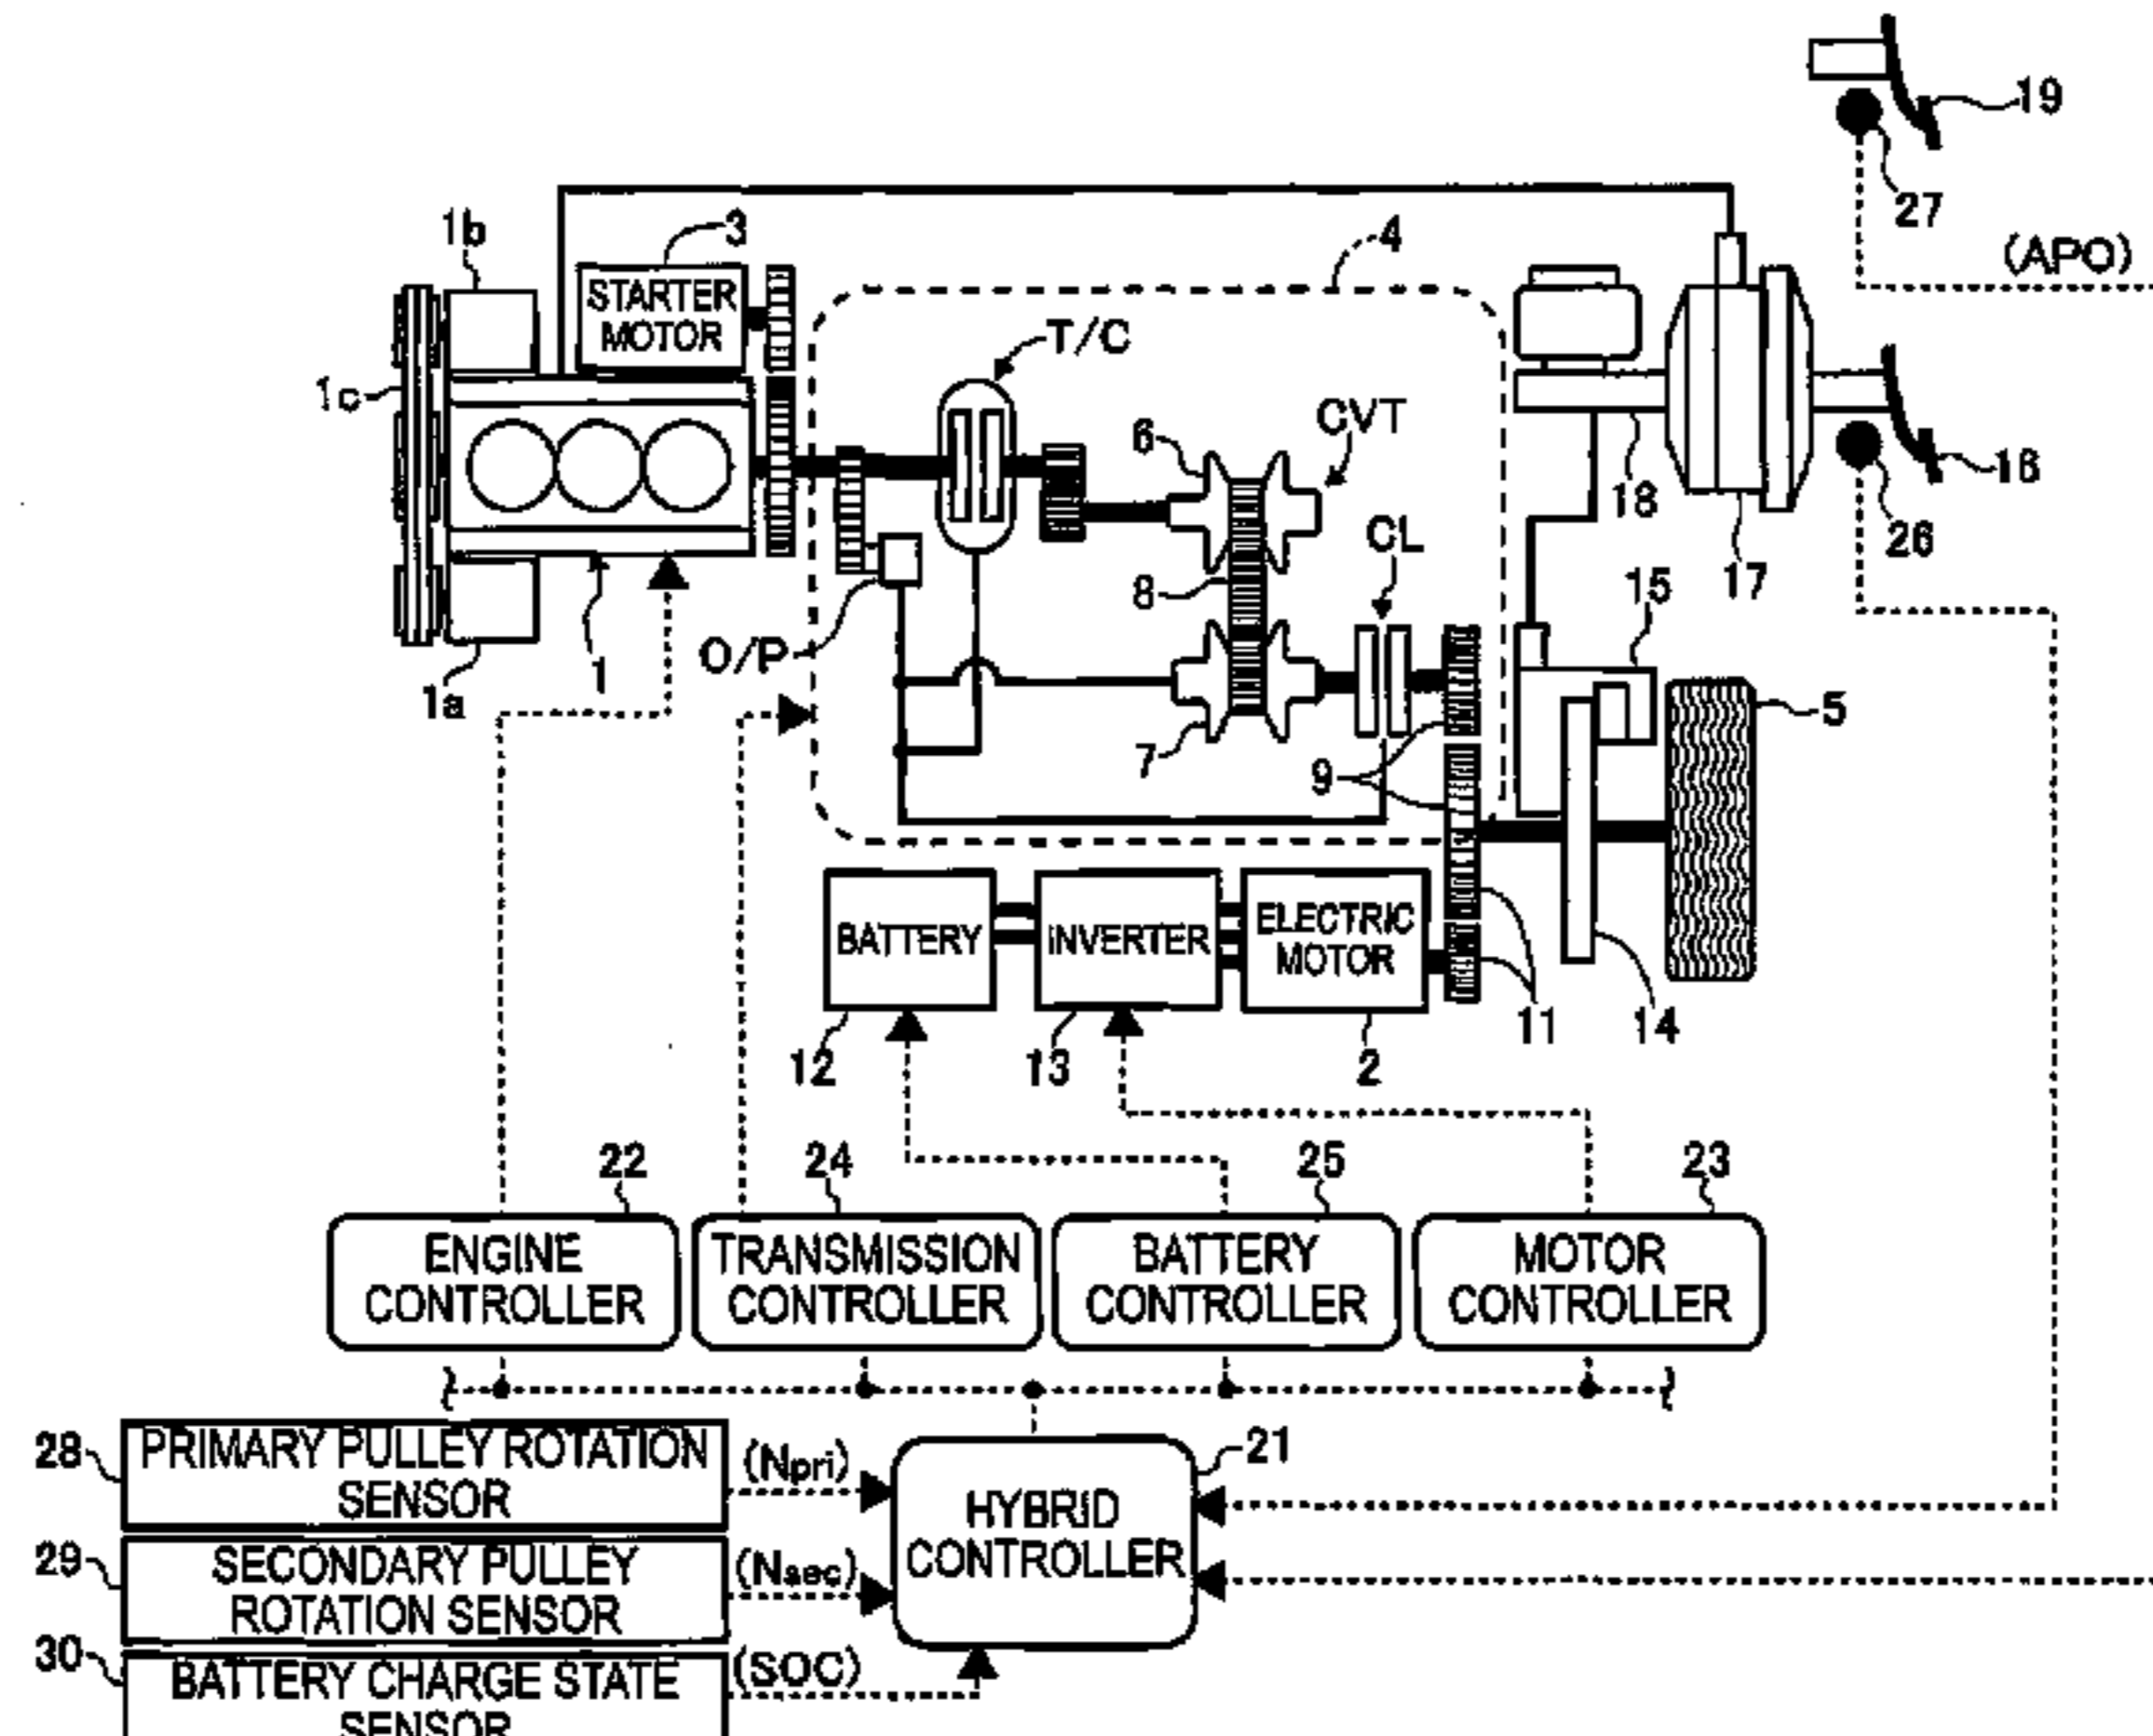 19
27
(APO)
1b
3
4
STARTER
MOTOR
T/C
1c
CVT
6
16
18
26
CL
17
8
15
O/P
1
1a
5
7
9
BATTERY
INVERTER
ELECTRIC
MOTOR
11
14
12
13
2
22
24
25
23
ENGINE
CONTROLLER
TRANSMISSION
CONTROLLER
BATTERY
CONTROLLER
MOTOR
CONTROLLER
28
PRIMARY PULLEY ROTATION
SENSOR
(Npri)
21
HYBRID
CONTROLLER
29
SECONDARY PULLEY
ROTATION SENSOR
(Nsec)
30
BATTERY CHARGE STATE
SENSOR
(SOC)